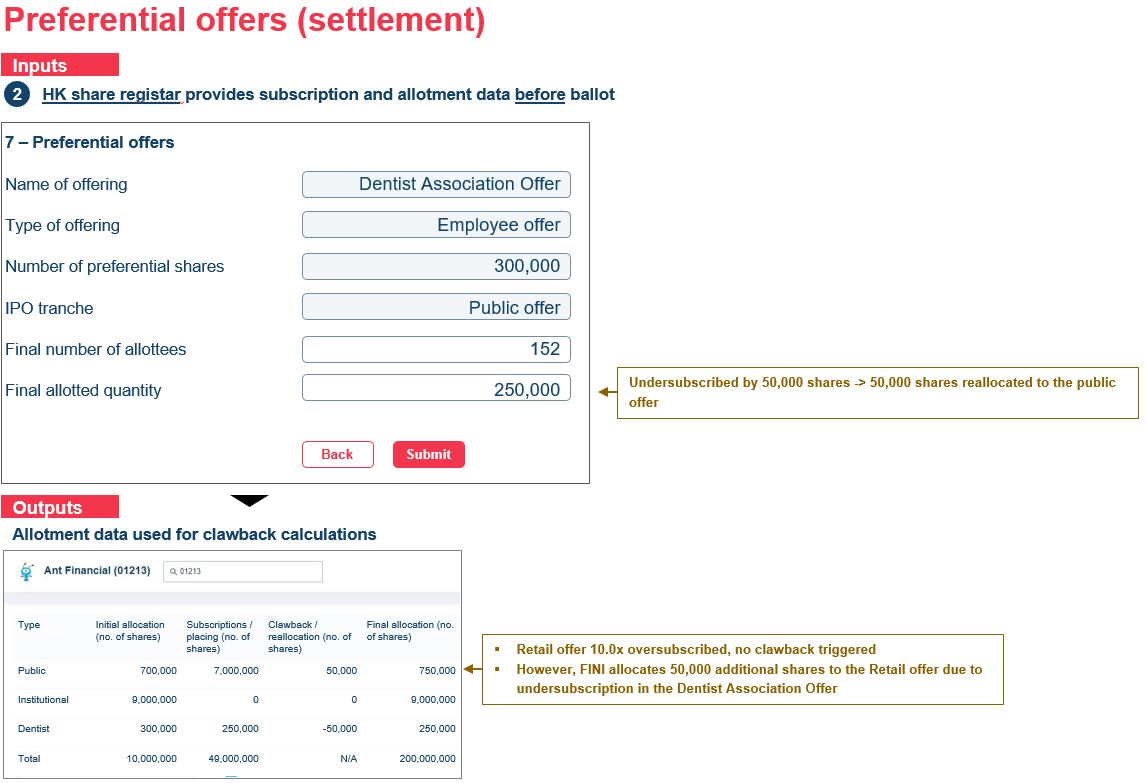 Preferential offers (settlement)
Inputs
2 HK share registar provides subscription and allotment data before ballot
7 – Preferential offers
Name of offering Dentist Association Offer
Type of offering Employee offer
Number of preferential shares 300,000
IPO tranche Public offer
Final number of allottees 152
Final allotted quantity 250,000
Undersubscribed by 50,000 shares -> 50,000 shares reallocated to the public
offer
Back Submit
Outputs
Allotment data used for clawback calculations
Ant Financial (01213) 01213
Type Initial allocation Subscriptions / Clawback / Final allocation (no.
(no. of shares) placing (no. of reallocation (no. of of shares)
shares) shares)
Public 700,000 7,000,000 50,000 750,000
Institutional 9,000,000 0 0 9,000,000
Dentist 300,000 250,000 -50,000 250,000
Total 10,000,000 49,000,000 N/A 200,000,000
▪ Retail offer 10.0x oversubscribed, no clawback triggered
▪ However, FINI allocates 50,000 additional shares to the Retail offer due to
undersubscription in the Dentist Association Offer